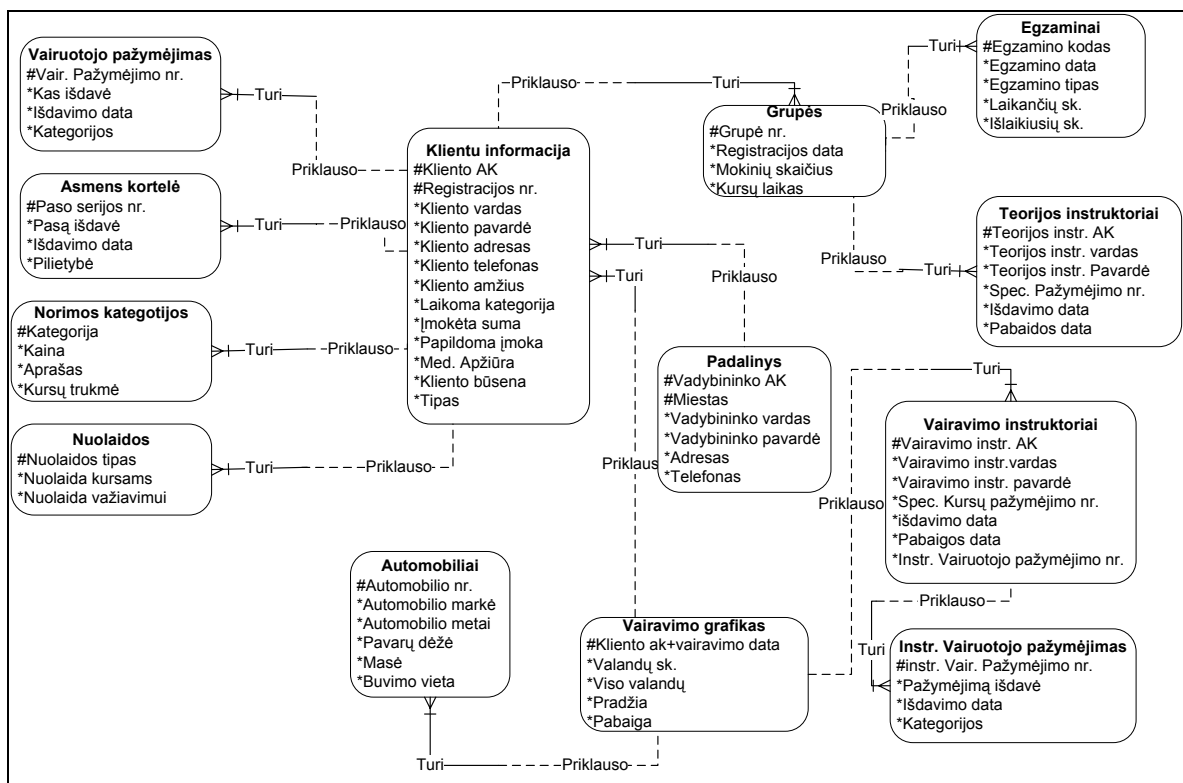 Vairuotojo pažymėjimas
#Vair. Pažymėjimo nr.
*Kas išdavė
*Išdavimo data
*Kategorijos
Turi
Priklauso
Asmens kortelė
#Paso serijos nr.
*Pasą išdavė
*Išdavimo data
*Pilietybė
Turi
Priklauso
Norimos kategotijos
#Kategorija
*Kaina
*Aprašas
*Kursų trukmė
Turi
Priklauso
Nuolaidos
#Nuolaidos tipas
*Nuolaida kursams
*Nuolaida važiavimui
Turi
Priklauso
Klientu informacija
#Kliento AK
#Registracijos nr.
*Kliento vardas
*Kliento pavardė
*Kliento adresas
*Kliento telefonas
*Kliento amžius
*Laikoma kategorija
*Įmokėta suma
*Papildoma įmoka
*Med. Apžiūra
*Kliento būsena
*Tipas
Priklauso
Turi
Grupės
#Grupė nr.
*Registracijos data
*Mokinių skaičius
*Kursų laikas
Turi
Priklauso
Egzaminai
#Egzamino kodas
*Egzamino data
*Egzamino tipas
*Laikančių sk.
*Išlaikiusių sk.
Priklauso
Turi
Teorijos instruktoriai
#Teorijos instr. AK
*Teorijos instr. vardas
*Teorijos instr. Pavardė
*Spec. Pažymėjimo nr.
*Išdavimo data
*Pabaidos data
Turi
Priklauso
Padalinys
#Vadybininko AK
#Miestas
*Vadybininko vardas
*Vadybininko pavardė
*Adresas
*Telefonas
Turi
Priklauso
Turi
Priklauso
Vairavimo instruktoriai
#Vairavimo instr. AK
*Vairavimo instr.vardas
*Vairavimo instr. pavardė
*Spec. Kursų pažymėjimo nr.
*išdavimo data
*Pabaigos data
*Instr. Vairuotojo pažymėjimo nr.
Priklauso
Turi
Instr. Vairuotojo pažymėjimas
#instr. Vair. Pažymėjimo nr.
*Pažymėjimą išdavė
*Išdavimo data
*Kategorijos
Automobiliai
#Automobilio nr.
*Automobilio markė
*Automobilio metai
*Pavarų dėžė
*Masė
*Buvimo vieta
Turi
Priklauso
Vairavimo grafikas
#Kliento ak+vairavimo data
*Valandų sk.
*Viso valandų
*Pradžia
*Pabaiga